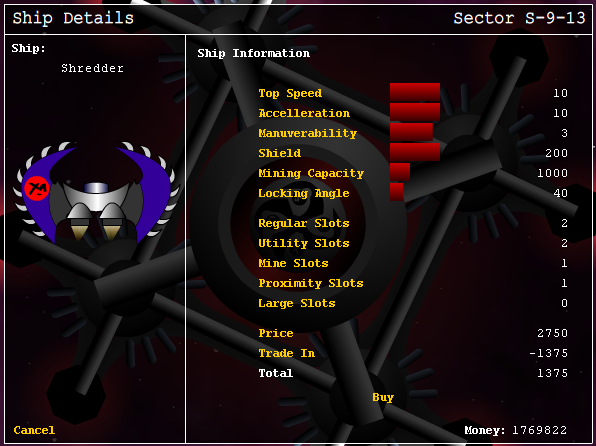 Ship Details
Sector S-9-13
Ship:
Shredder
Ship Information
Top Speed 10
Accelleration 10
Manuverability 3
Shield 200
Mining Capacity 1000
Locking Angle 40
Regular Slots 2
Utility Slots 2
Mine Slots 1
Proximity Slots 1
Large Slots 0
Price 2750
Trade In -1375
Total 1375
Buy
Cancel
Money: 1769822